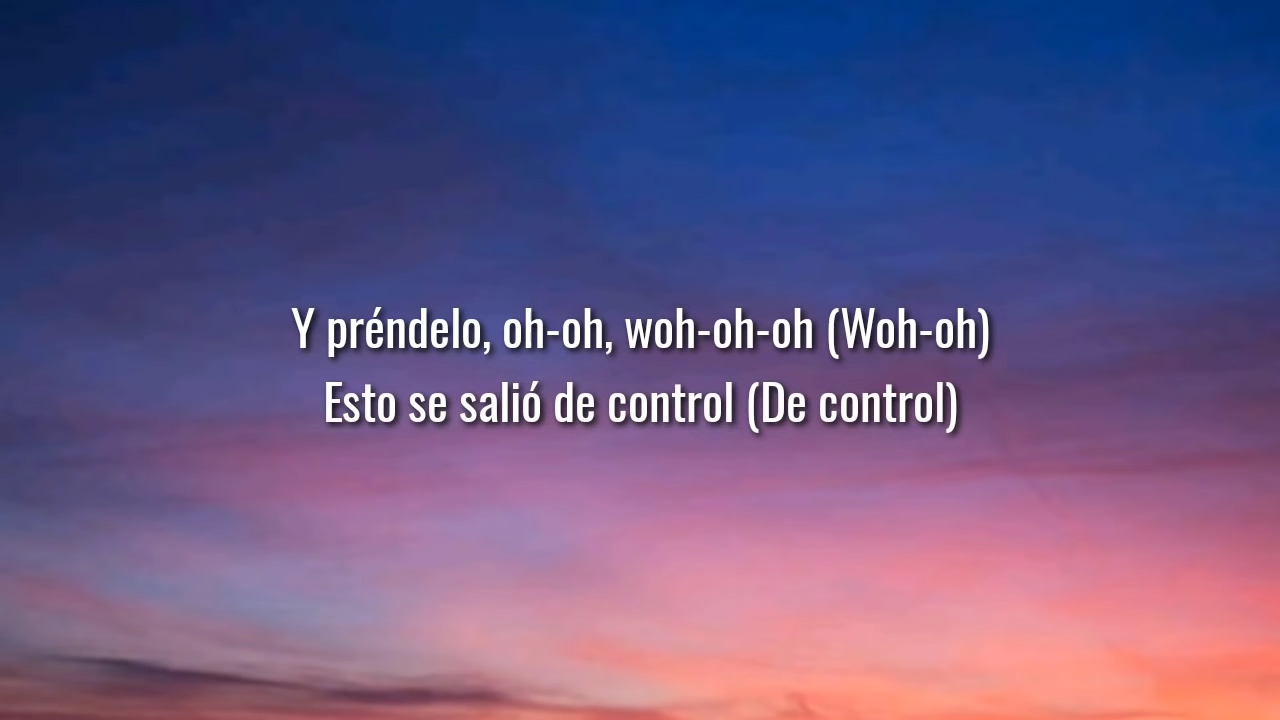 Y préndelo, oh-oh, woh-oh-oh (Woh-oh)
Esto se salió de control (De control)